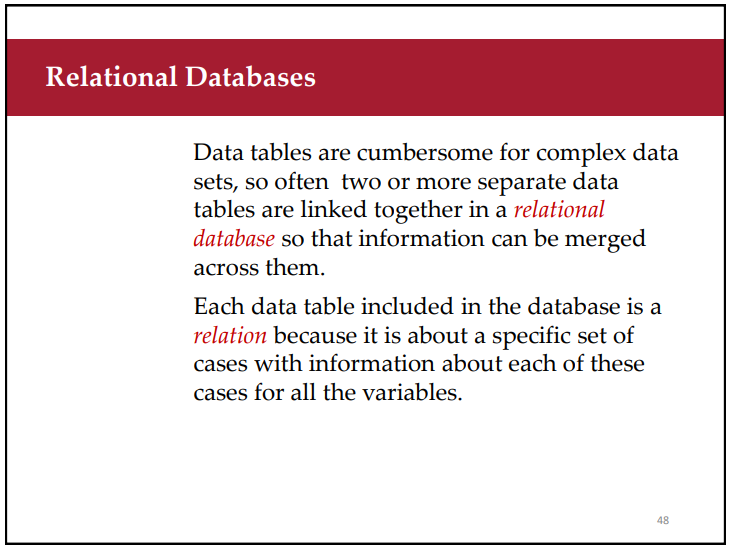 Relational Databases
Data tables are cumbersome for complex data
sets, so often  two or more separate data
tables are linked together in a relational
database so that information can be merged
across them.
Each data table included in the database is a
relation because it is about a specific set of
cases with information about each of these
cases for all the variables.
48